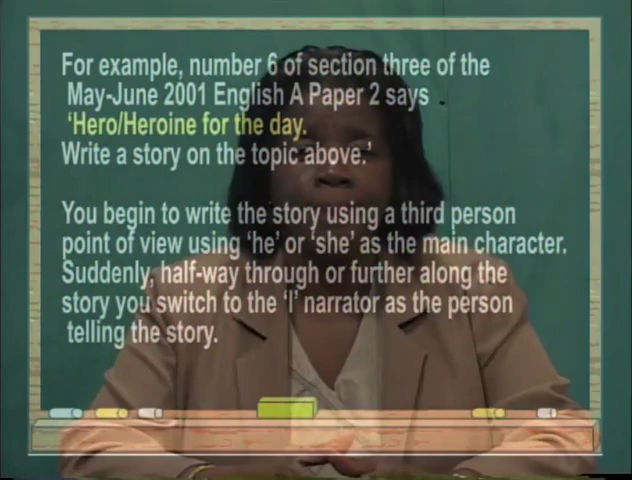 For example, number 6 of section three of the
May-June 2001 English A Paper 2 says
‘Hero/Heroine for the day.
Write a story on the topic above.’
You begin to write the story using a third person
point of view using ‘he’ or ‘she’ as the main character.
Suddenly, half-way through or further along the
story you switch to the ‘I’ narrator as the person
telling the story.